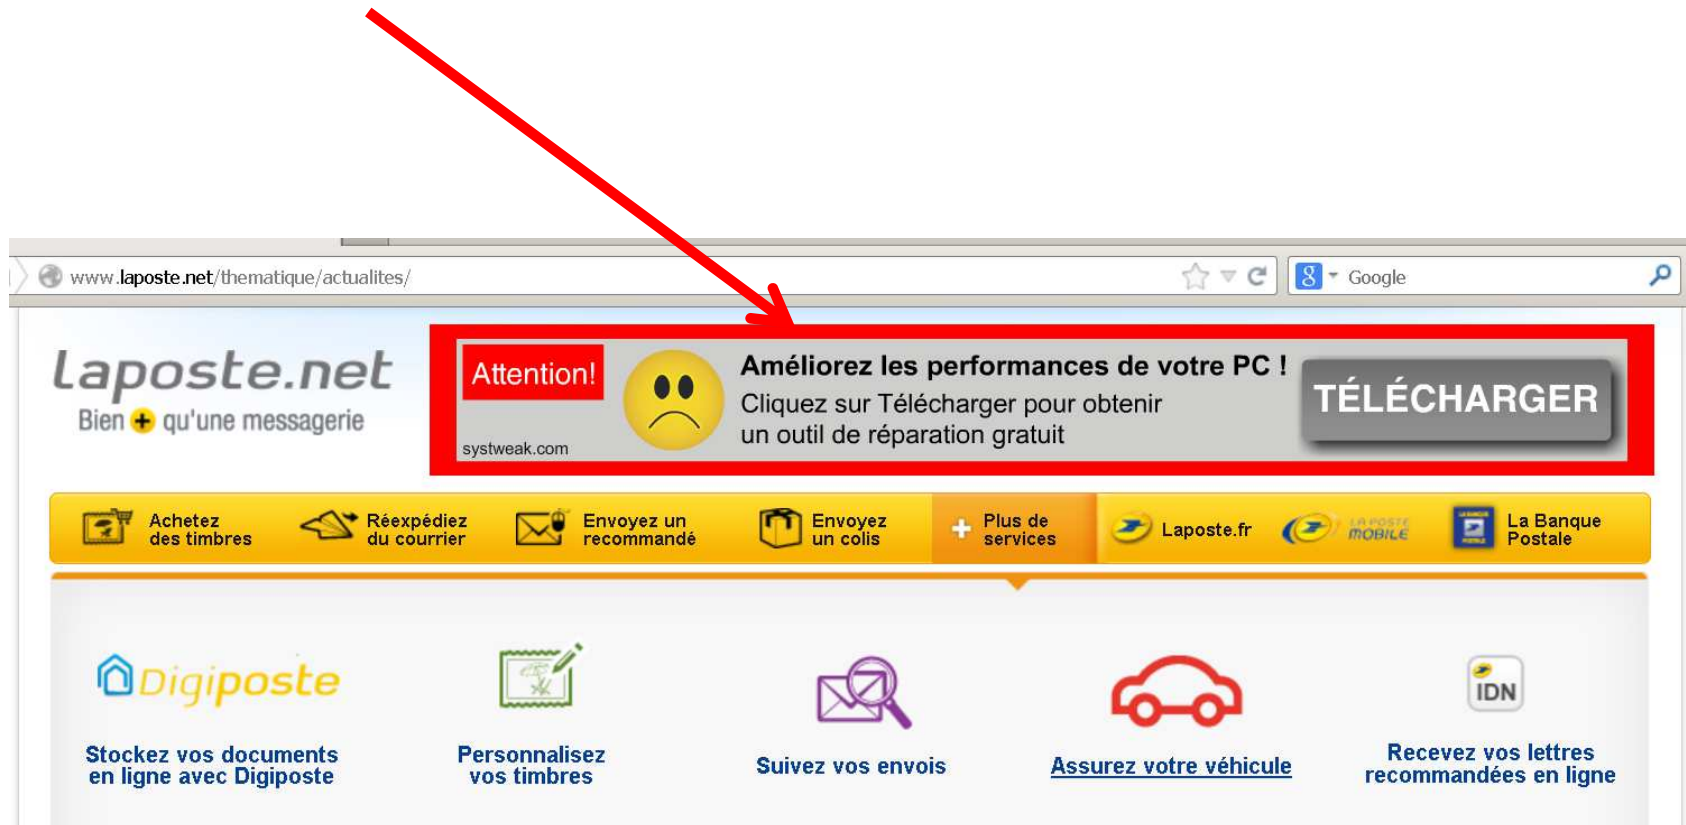 www.laposte.net/thematique/actualites/
8 Google
Laposte.net
Bien + qu'une messagerie
Attention!
systweak.com
Améliorez les performances de votre PC !
Cliquez sur Télécharger pour obtenir
un outil de réparation gratuit
TÉLÉCHARGER
Achetez
des timbres
Réexpédiez
du courrier
Envoyez un
recommandé
Envoyez
un colis
+ Plus de
services
Laposte.fr
LA POSTE
MOBILE
La Banque
Postale
Digiposte
Stockez vos documents
en ligne avec Digiposte
Personnalisez
vos timbres
Suivez vos envois
Assurez votre véhicule
IDN
Recevez vos lettres
recommandées en ligne